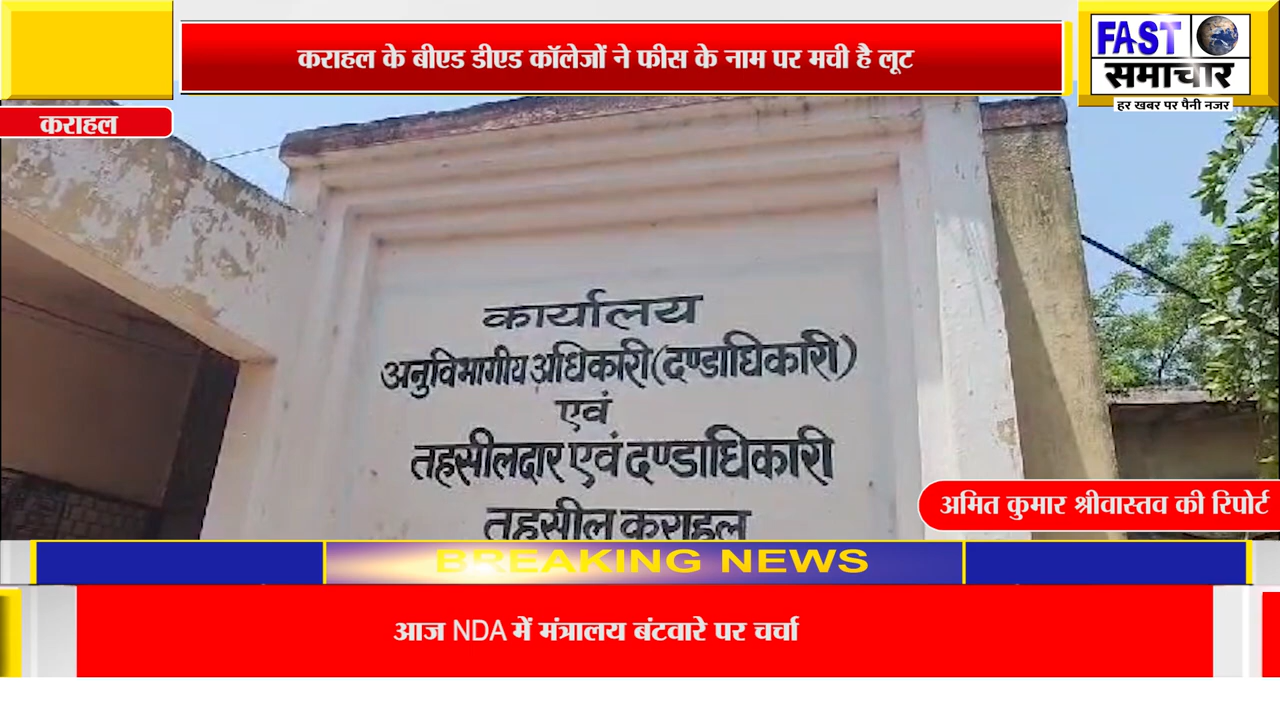 कराहल के बीएड डीएड कॉलेजों ने फीस के नाम पर मची है लूट
FAST
समाचार
हर खबर पर पैनी नजर
कराहल
कार्यालय
अनुविभागीय अधिकारी (दण्डाधिकारी)
एवं
तहसीलदार एवं दण्डाधिकारी
तहसील कराहल
अमित कुमार श्रीवास्तव की रिपोर्ट
BREAKING NEWS
आज NDA में मंत्रालय बंटवारे पर चर्चा